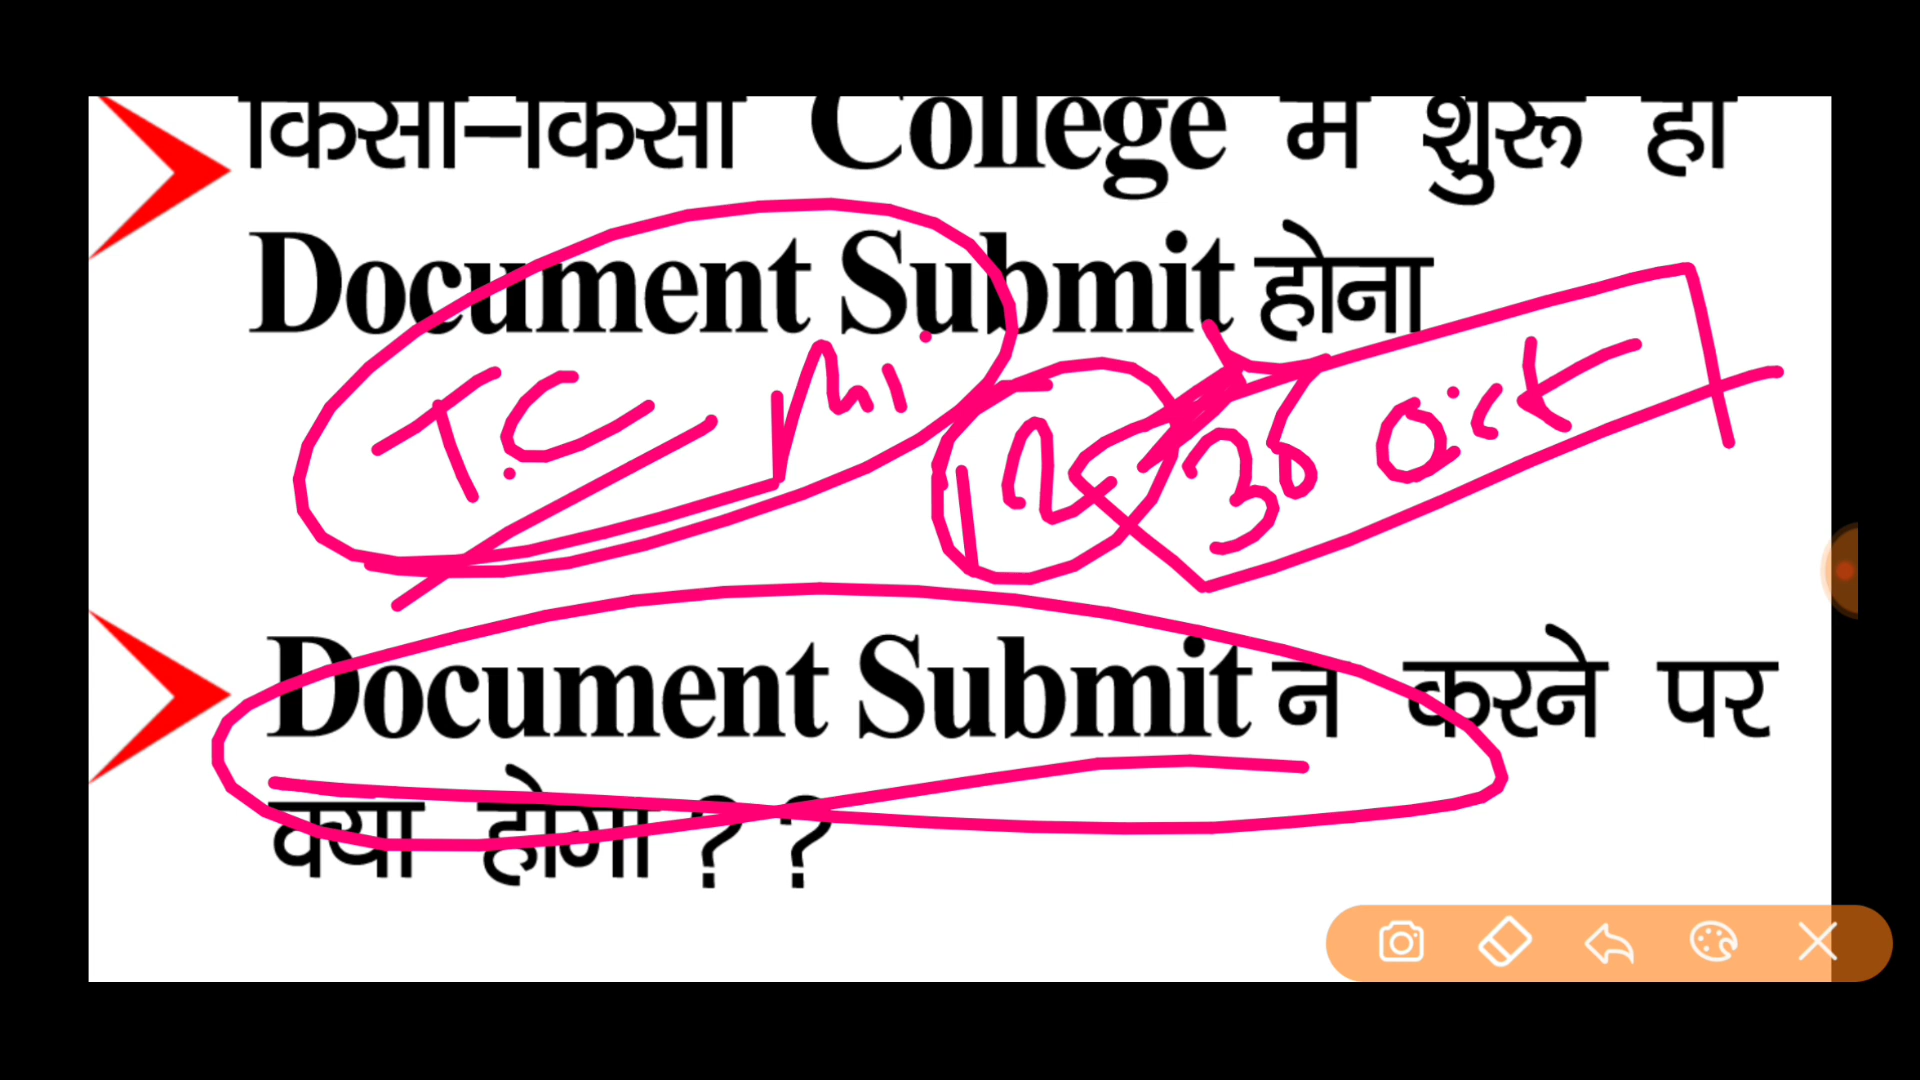 किसी-किसी College में शुरू हो
Document Submit होना
T.C Mi
12 30 Oct
Document Submit न करने पर
क्या होगा ??